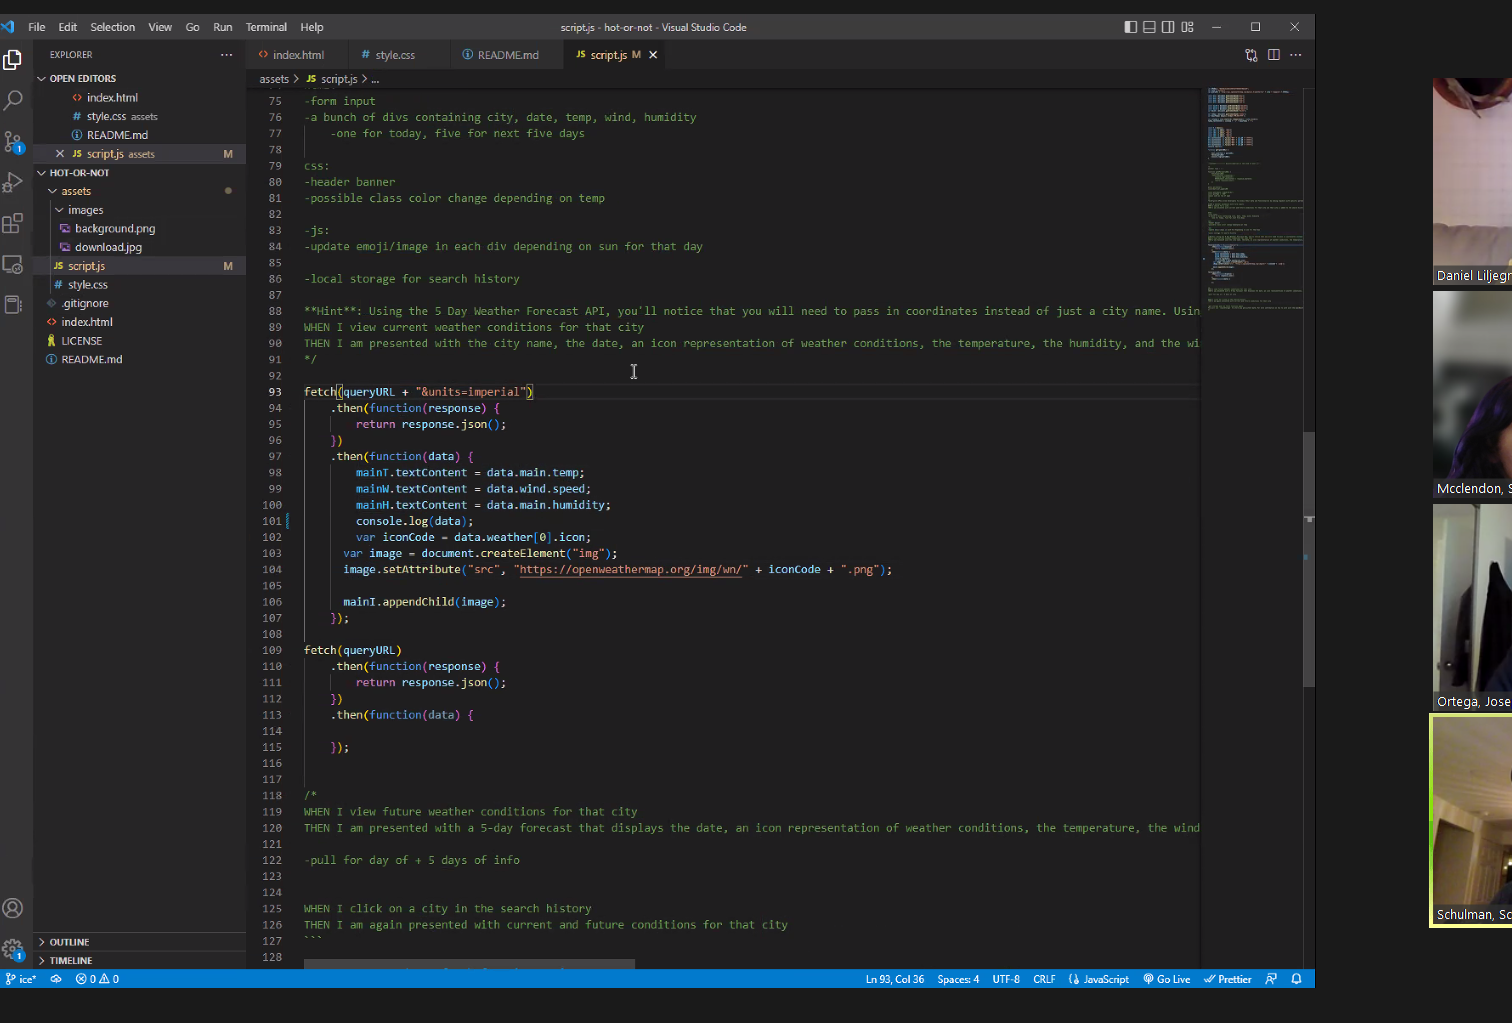 File Edit Selection View Go Run Terminal Help
script.js - hot-or-not - Visual Studio Code
EXPLORER
OPEN EDITORS
index.html
style.css assets
README.md
script.js assets M
HOT-OR-NOT
assets
images
background.png
download.jpg
script.js M
style.css
.gitignore
index.html
LICENSE
README.md
OUTLINE
TIMELINE
index.html
style.css
README.md
JS script.js M
assets > JS script.js > ...
75 -form input
76 -a bunch of divs containing city, date, temp, wind, humidity
77 -one for today, five for next five days
78
79 css:
80 -header banner
81 -possible class color change depending on temp
82
83 -js:
84 -update emoji/image in each div depending on sun for that day
85
86 -local storage for search history
87
88 **Hint**: Using the 5 Day Weather Forecast API, you'll notice that you will need to pass in coordinates instead of just a city name. Usin
89 WHEN I view current weather conditions for that city
90 THEN I am presented with the city name, the date, an icon representation of weather conditions, the temperature, the humidity, and the wi
91 */
92
93 fetch(queryURL + "&units=imperial")
94 .then(function(response) {
95 return response.json();
96 })
97 .then(function(data) {
98 mainT.textContent = data.main.temp;
99 mainW.textContent = data.wind.speed;
100 mainH.textContent = data.main.humidity;
101 console.log(data);
102 var iconCode = data.weather[0].icon;
103 var image = document.createElement("img");
104 image.setAttribute("src", "https://openweathermap.org/img/wn/" + iconCode + ".png");
105
106 mainI.appendChild(image);
107 });
108
109 fetch(queryURL)
110 .then(function(response) {
111 return response.json();
112 })
113 .then(function(data) {
114
115 });
116
117
118 /*
119 WHEN I view future weather conditions for that city
120 THEN I am presented with a 5-day forecast that displays the date, an icon representation of weather conditions, the temperature, the wind
121
122 -pull for day of + 5 days of info
123
124
125 WHEN I click on a city in the search history
126 THEN I am again presented with current and future conditions for that city
127 ```
128
ice* 0 0
Ln 93, Col 36 Spaces: 4 UTF-8 CRLF JavaScript Go Live Prettier
Daniel Liljegr
Mcclendon, S
Ortega, Jose
Schulman, Sc